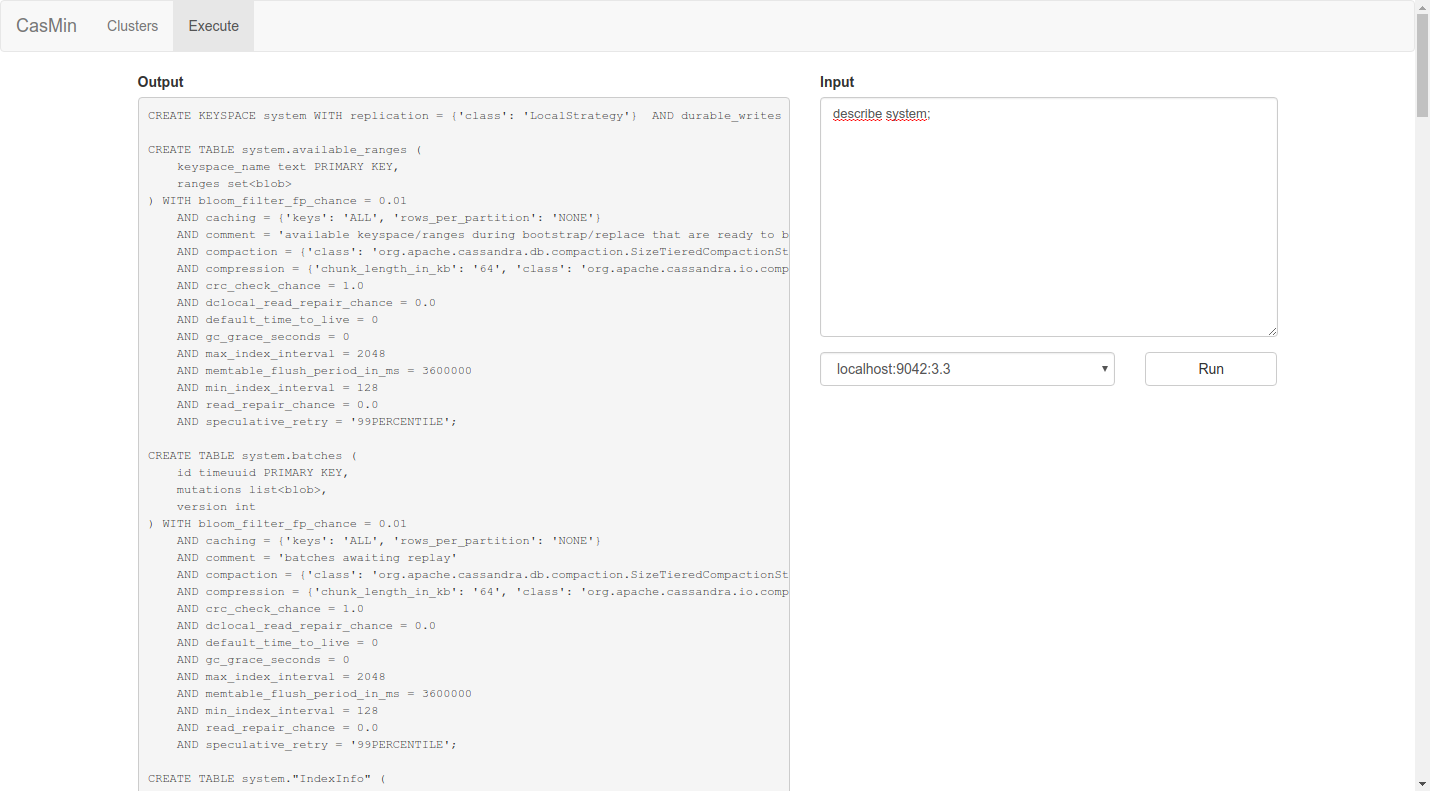 CasMin Clusters Execute
Output
CREATE KEYSPACE system WITH replication = {'class': 'LocalStrategy'}  AND durable_writes
CREATE TABLE system.available_ranges (
    keyspace_name text PRIMARY KEY,
    ranges set<blob>
) WITH bloom_filter_fp_chance = 0.01
    AND caching = {'keys': 'ALL', 'rows_per_partition': 'NONE'}
    AND comment = 'available keyspace/ranges during bootstrap/replace that are ready to b
    AND compaction = {'class': 'org.apache.cassandra.db.compaction.SizeTieredCompactionSt
    AND compression = {'chunk_length_in_kb': '64', 'class': 'org.apache.cassandra.io.comp
    AND crc_check_chance = 1.0
    AND dclocal_read_repair_chance = 0.0
    AND default_time_to_live = 0
    AND gc_grace_seconds = 0
    AND max_index_interval = 2048
    AND memtable_flush_period_in_ms = 3600000
    AND min_index_interval = 128
    AND read_repair_chance = 0.0
    AND speculative_retry = '99PERCENTILE';
CREATE TABLE system.batches (
    id timeuuid PRIMARY KEY,
    mutations list<blob>,
    version int
) WITH bloom_filter_fp_chance = 0.01
    AND caching = {'keys': 'ALL', 'rows_per_partition': 'NONE'}
    AND comment = 'batches awaiting replay'
    AND compaction = {'class': 'org.apache.cassandra.db.compaction.SizeTieredCompactionSt
    AND compression = {'chunk_length_in_kb': '64', 'class': 'org.apache.cassandra.io.comp
    AND crc_check_chance = 1.0
    AND dclocal_read_repair_chance = 0.0
    AND default_time_to_live = 0
    AND gc_grace_seconds = 0
    AND max_index_interval = 2048
    AND memtable_flush_period_in_ms = 3600000
    AND min_index_interval = 128
    AND read_repair_chance = 0.0
    AND speculative_retry = '99PERCENTILE';
CREATE TABLE system."IndexInfo" (
Input
describe system;
localhost:9042:3.3
Run